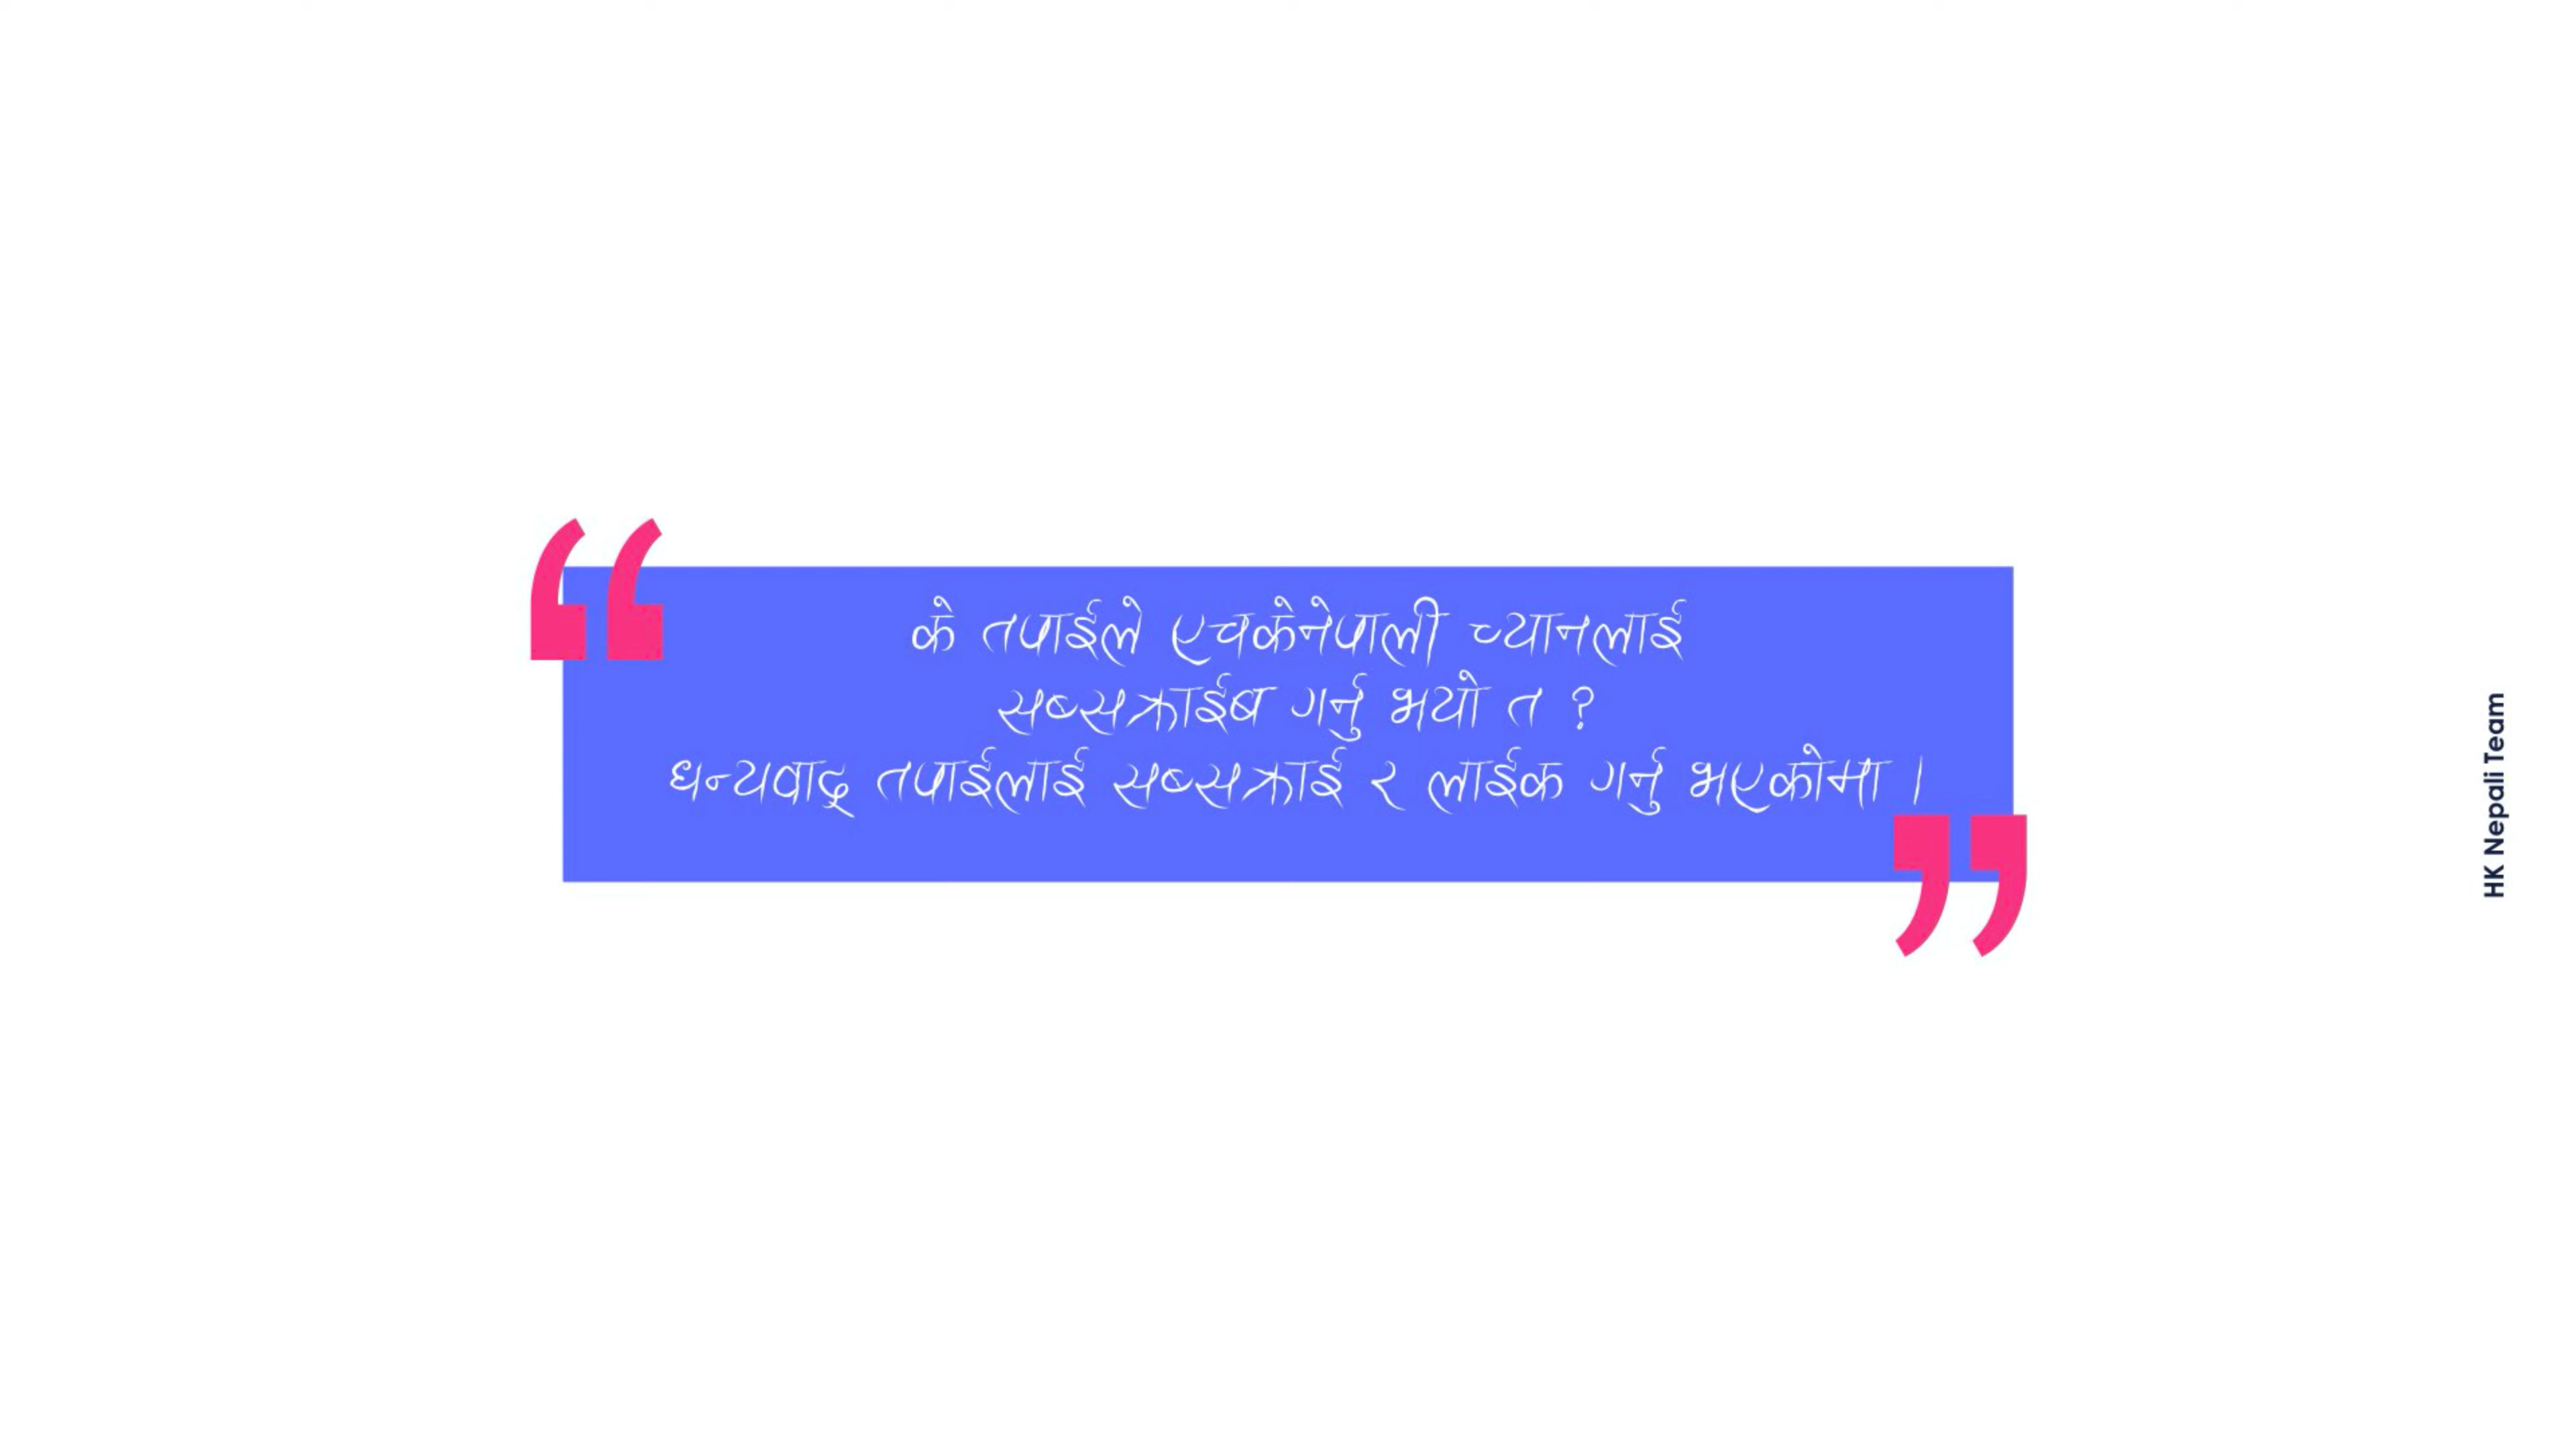 के तपाईले एचकेनेपाली च्यानलाई
सब्सक्राईब गर्नु भयो त ?
धन्यवाद तपाईलाई सब्सक्राई र लाईक गर्नु भएकोमा ।
HK Nepali Team